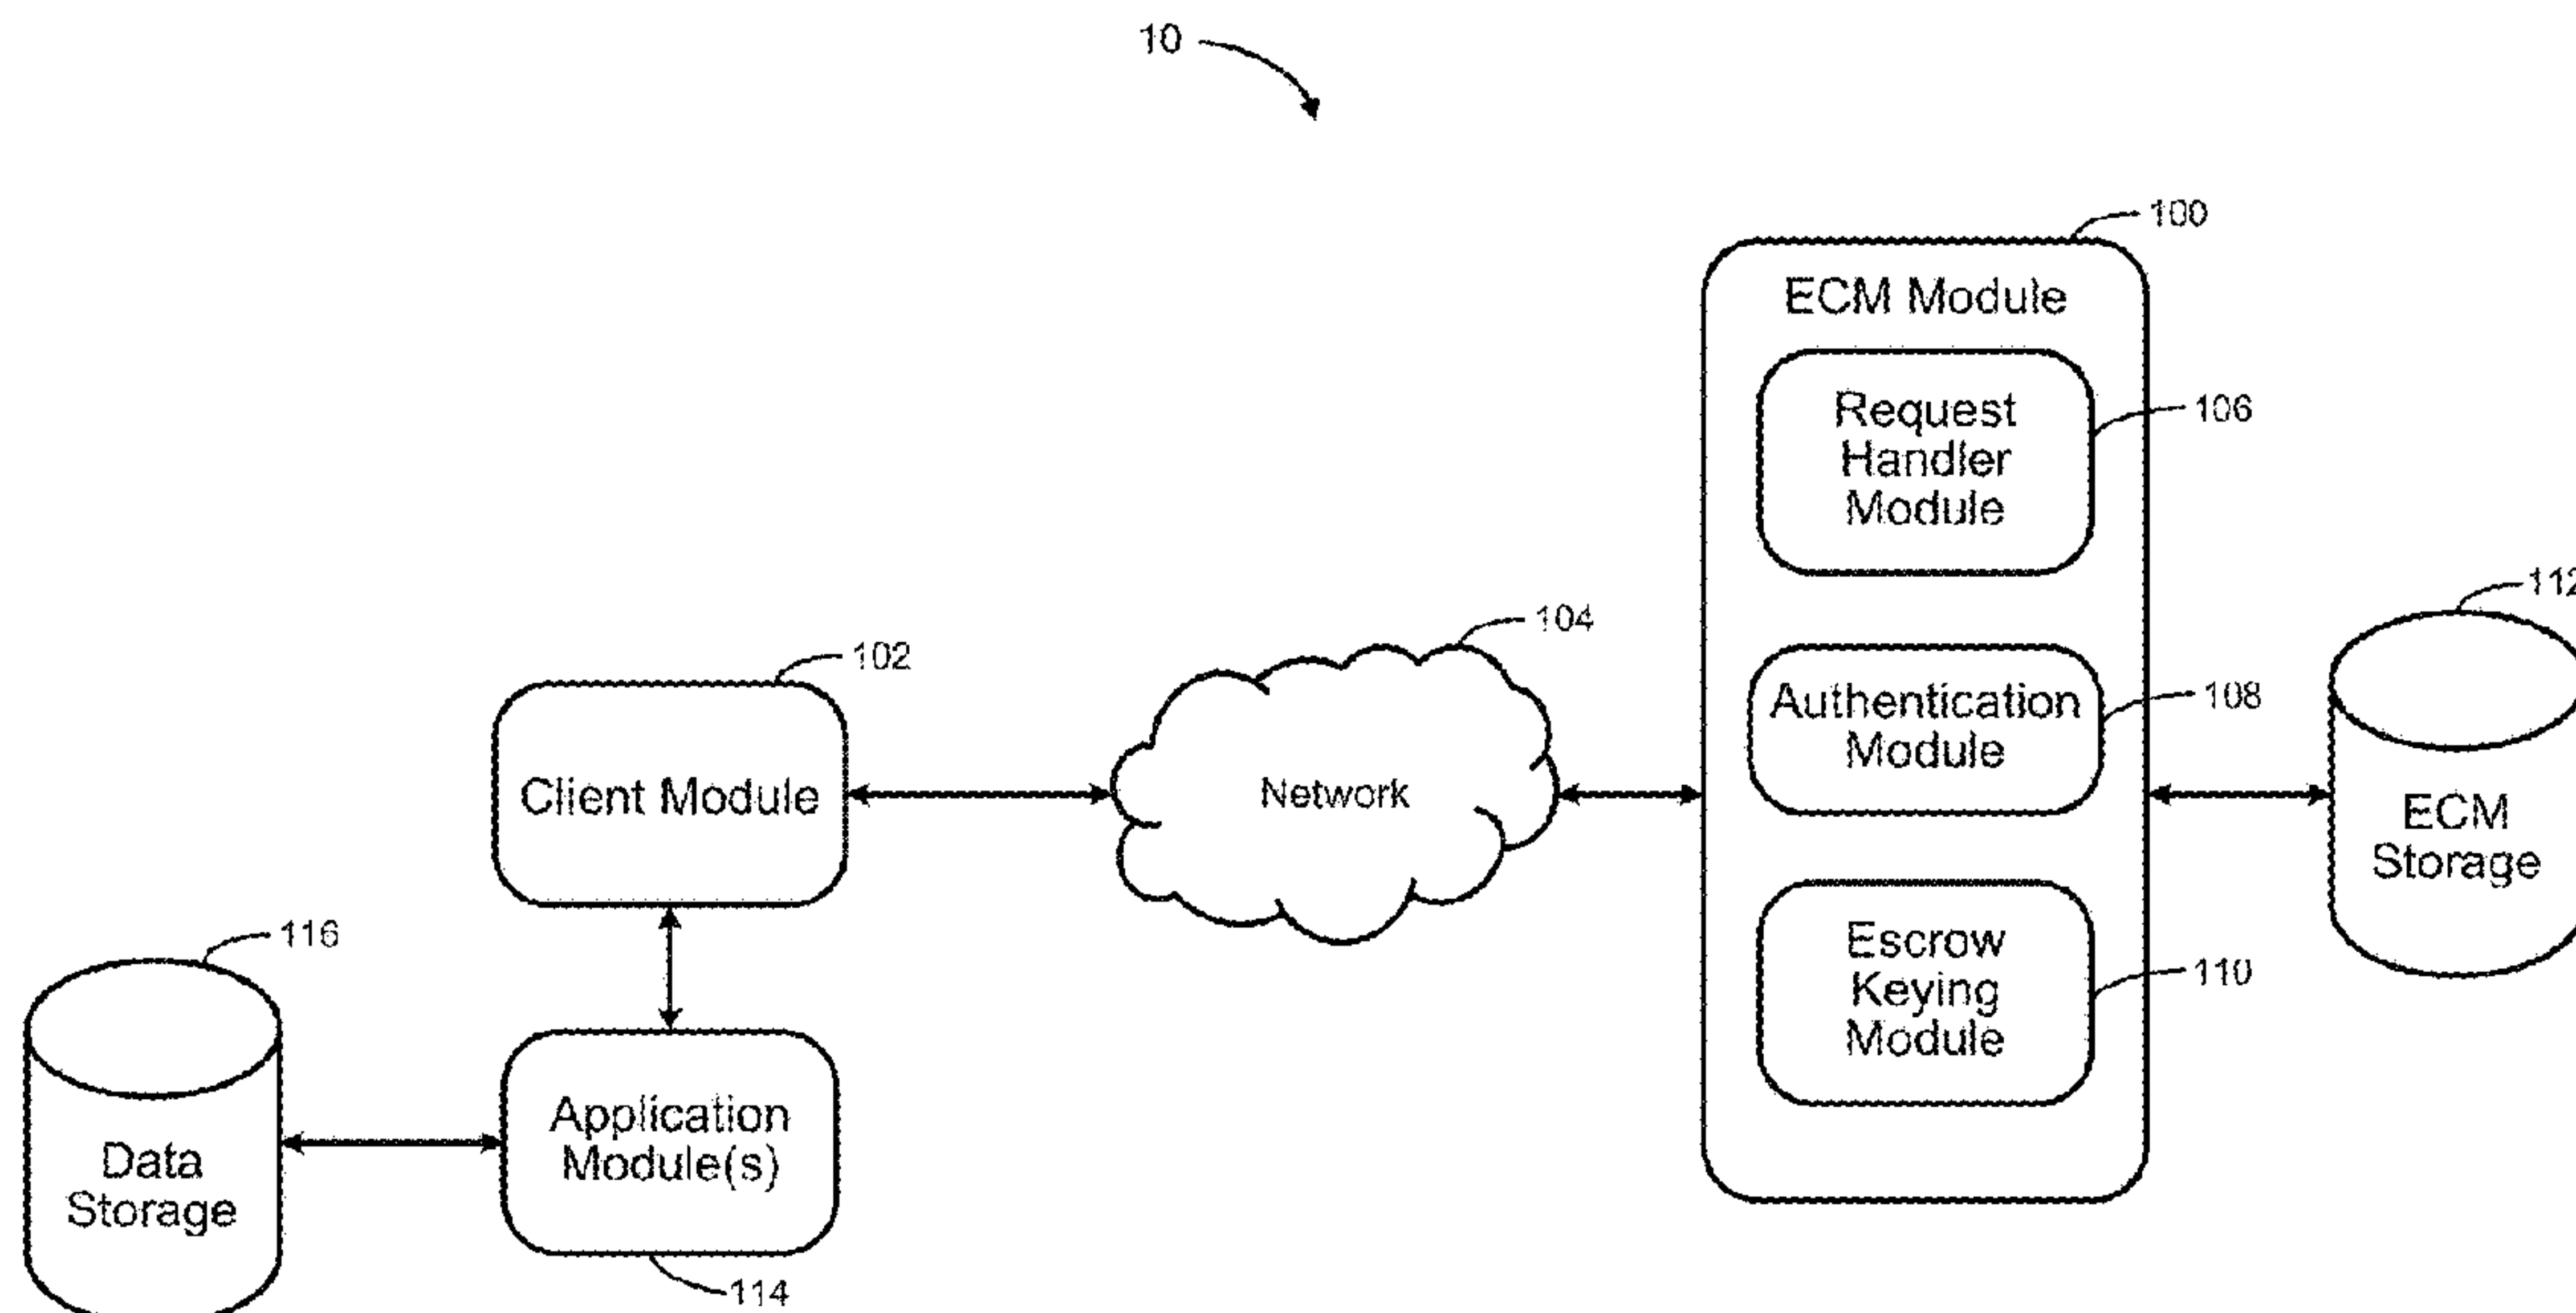 10
100
ECM Module
Request
Handler
Module
106
112
104
102
Authentication
Module
108
Client Module
Network
ECM
Storage
116
Escrow
Keying
Module
110
Application
Module(s)
Data
Storage
114